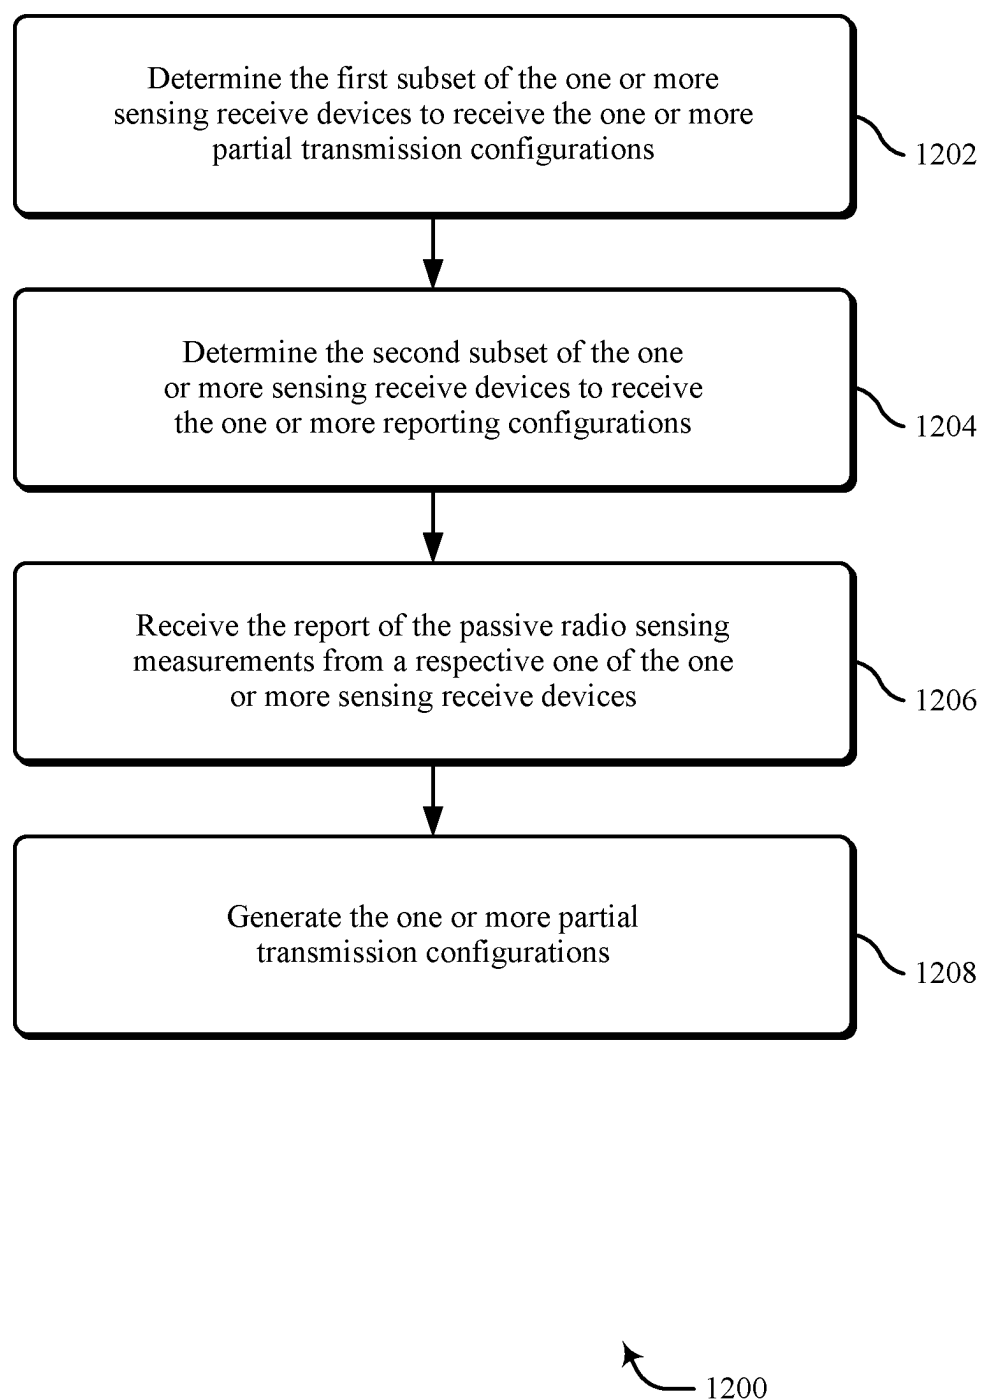 Determine the first subset of the one or more
sensing receive devices to receive the one or more
partial transmission configurations
1202
Determine the second subset of the one
or more sensing receive devices to receive
the one or more reporting configurations
1204
Receive the report of the passive radio sensing
measurements from a respective one of the one
or more sensing receive devices
1206
Generate the one or more partial
transmission configurations
1208
1200